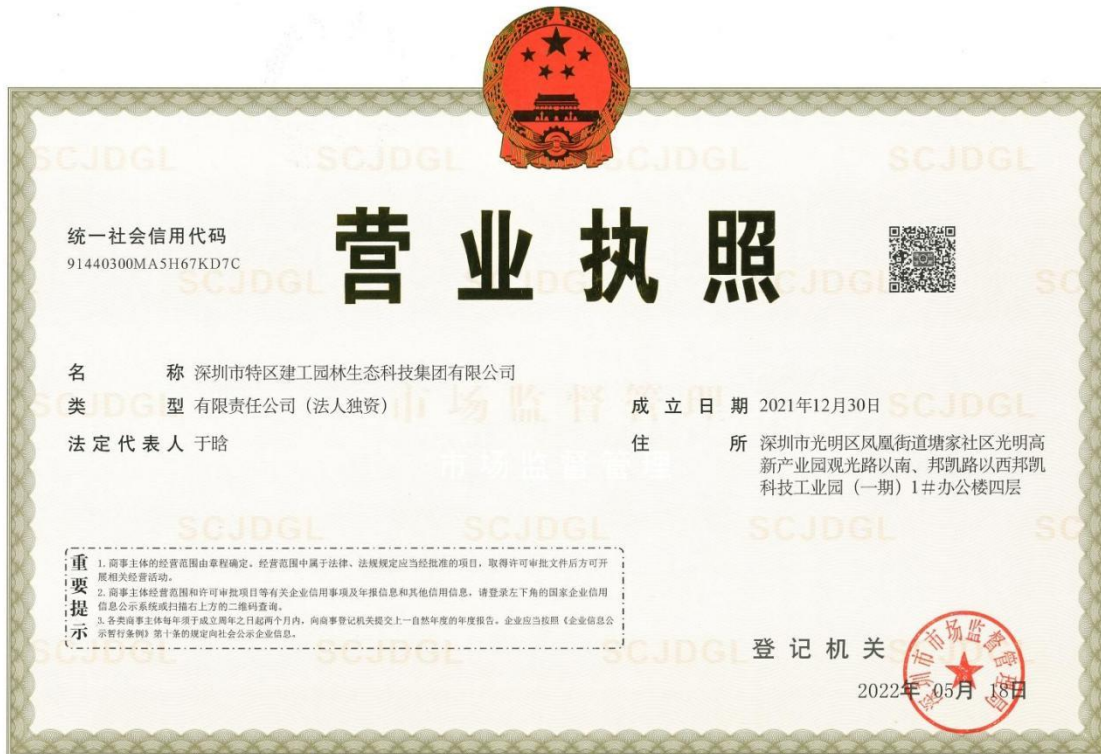 统一社会信用代码
91440300MA5H67KD7C
营业执照
名称 深圳市特区建工园林生态科技集团有限公司
类型 有限责任公司（法人独资）
法定代表人 于晗
成立日期 2021年12月30日
住所 深圳市光明区凤凰街道塘家社区光明高
新产业园观光路以南、邦凯路以西邦凯
科技工业园（一期）1＃办公楼四层
重要提示
1. 商事主体的经营范围由章程确定。经营范围中属于法律、法规规定应当经批准的项目，取得许可审批文件后方可开
展相关经营活动。
2. 商事主体经营范围和许可审批项目等有关企业信用事项及年报信息和其他信用信息，请登录左下角的国家企业信用
信息公示系统或扫描右上方的二维码查询。
3. 各类商事主体每年须于成立周年之日起两个月内，向商事登记机关提交上一自然年度的年度报告。企业应当按照《企业信息公
示暂行条例》第十条的规定向社会公示企业信息。
登记机关
深圳市市场监督管理局
2022年 05月 18日
SCJDGL
市场监督管理